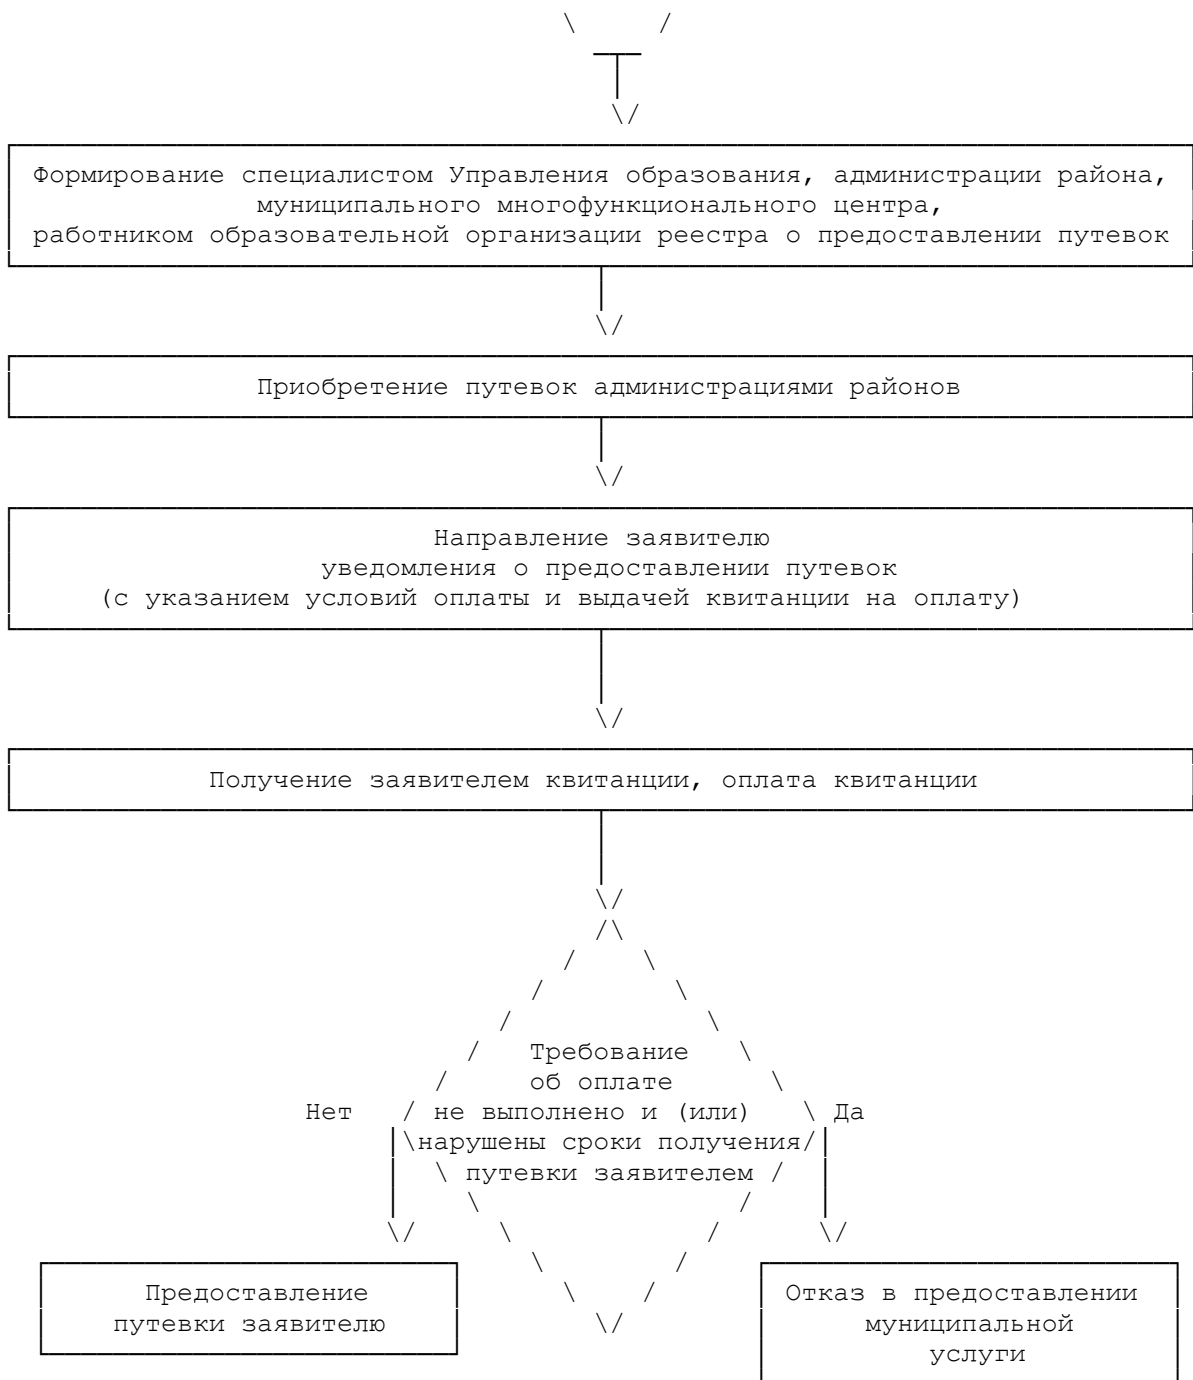 Формирование специалистом Управления образования, администрации района,
муниципального многофункционального центра,
работником образовательной организации реестра о предоставлении путевок
Приобретение путевок администрациями районов
Направление заявителю
уведомления о предоставлении путевок
(с указанием условий оплаты и выдачей квитанции на оплату)
Получение заявителем квитанции, оплата квитанции
Требование
об оплате
Нет не выполнено и (или) Да
нарушены сроки получения
путевки заявителем
Предоставление
путевки заявителю
Отказ в предоставлении
муниципальной
услуги